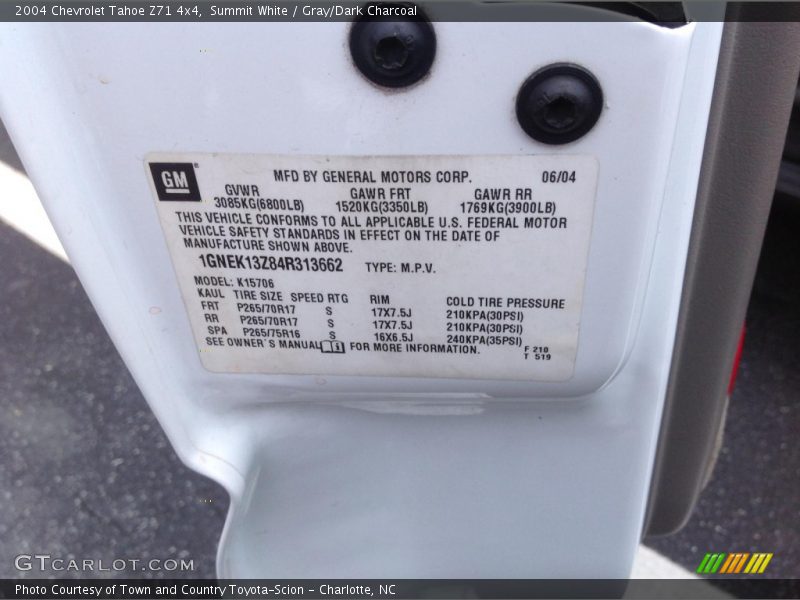 2004 Chevrolet Tahoe Z71 4x4, Summit White / Gray/Dark Charcoal
GM
MFD BY GENERAL MOTORS CORP. 06/04
GVWR GAWR FRT GAWR RR
3085KG(6800LB) 1520KG(3350LB) 1769KG(3900LB)
THIS VEHICLE CONFORMS TO ALL APPLICABLE U.S. FEDERAL MOTOR
VEHICLE SAFETY STANDARDS IN EFFECT ON THE DATE OF
MANUFACTURE SHOWN ABOVE.
1GNEK13Z84R313662 TYPE: M.P.V.
MODEL: K15706
KAUL TIRE SIZE SPEED RTG RIM COLD TIRE PRESSURE
FRT P265/70R17 S 17X7.5J 210KPA(30PSI)
RR P265/70R17 S 17X7.5J 210KPA(30PSI)
SPA P265/75R16 S 16X6.5J 240KPA(35PSI)
SEE OWNER'S MANUAL FOR MORE INFORMATION.
F 210
T 519
GTCARLOT.COM
Photo Courtesy of Town and Country Toyota-Scion - Charlotte, NC